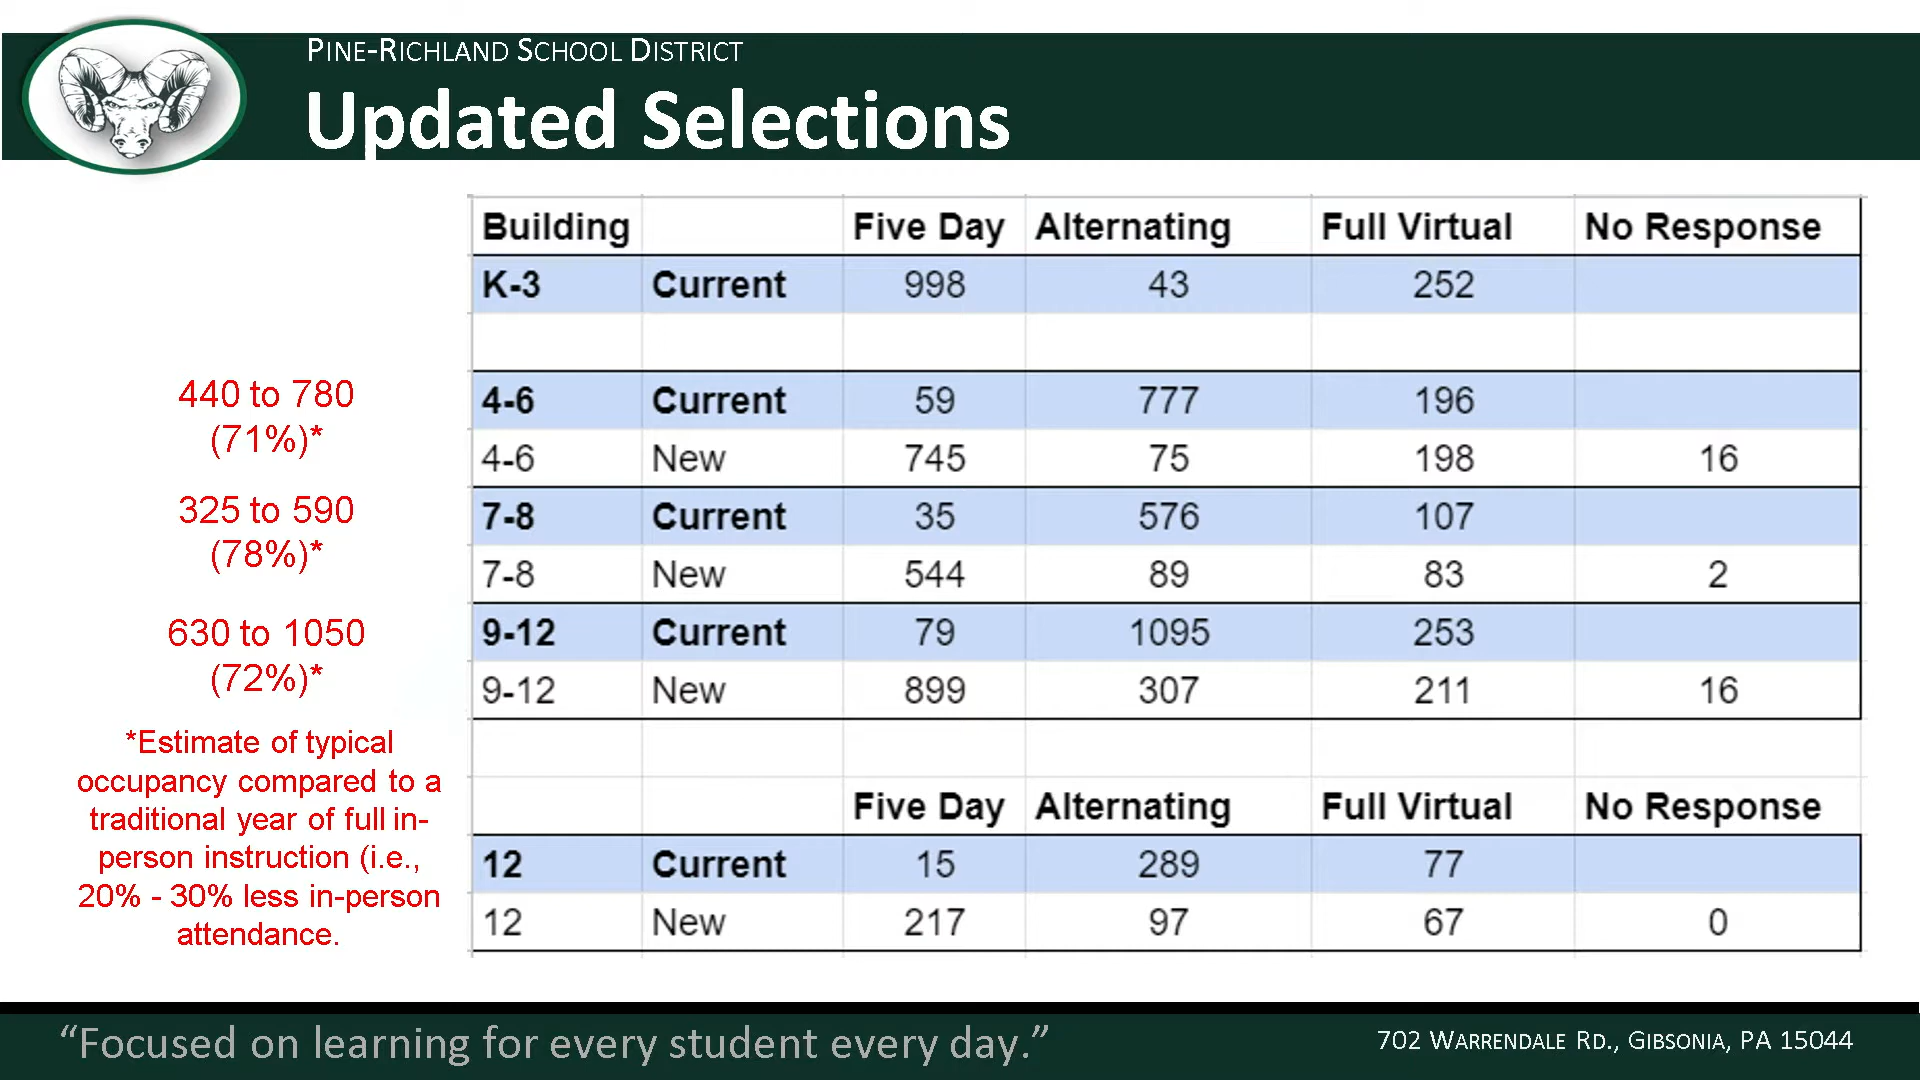 PINE-RICHLAND SCHOOL DISTRICT
Updated Selections
Building Five Day Alternating Full Virtual No Response
K-3 Current 998 43 252
4-6 Current 59 777 196
4-6 New 745 75 198 16
7-8 Current 35 576 107
7-8 New 544 89 83 2
9-12 Current 79 1095 253
9-12 New 899 307 211 16
Five Day Alternating Full Virtual No Response
12 Current 15 289 77
12 New 217 97 67 0
440 to 780
(71%)*
325 to 590
(78%)*
630 to 1050
(72%)*
*Estimate of typical
occupancy compared to a
traditional year of full in-
person instruction (i.e.,
20% - 30% less in-person
attendance.
“Focused on learning for every student every day.”
702 WARRENDALE RD., GIBSONIA, PA 15044